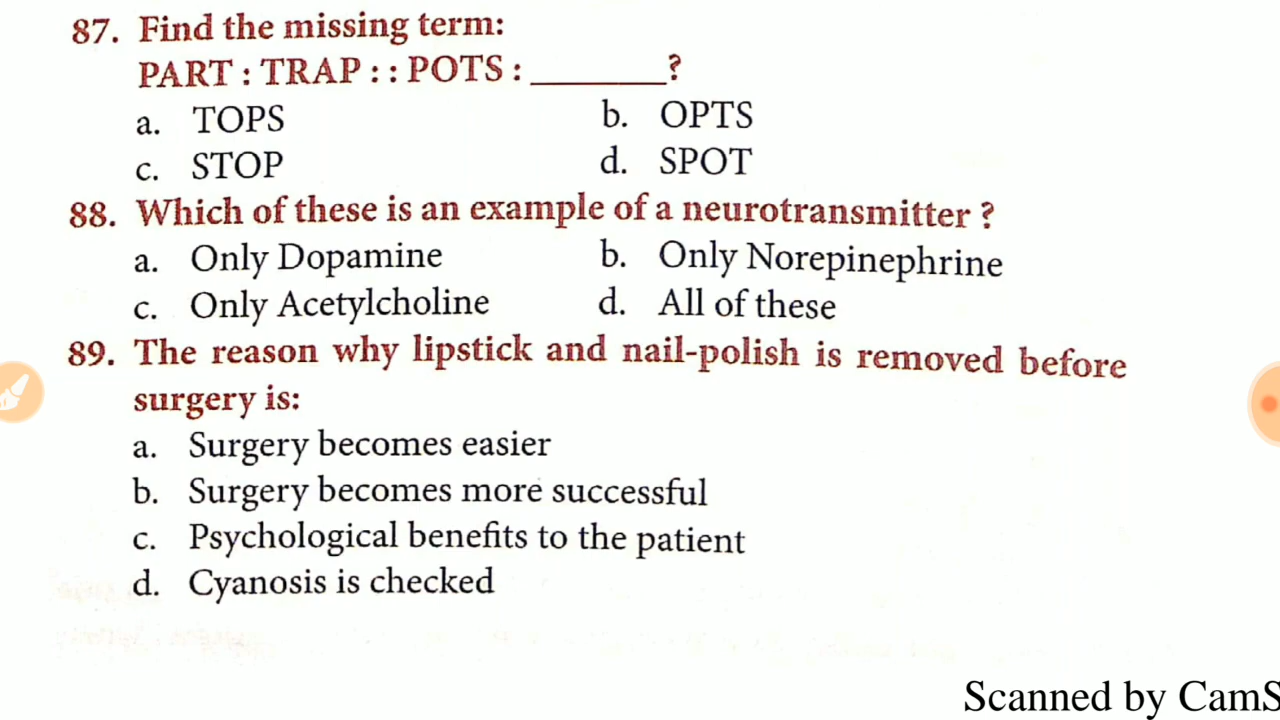 87. Find the missing term:
PART : TRAP : : POTS : ________?
a. TOPS b. OPTS
c. STOP d. SPOT
88. Which of these is an example of a neurotransmitter ?
a. Only Dopamine b. Only Norepinephrine
c. Only Acetylcholine d. All of these
89. The reason why lipstick and nail-polish is removed before
surgery is:
a. Surgery becomes easier
b. Surgery becomes more successful
c. Psychological benefits to the patient
d. Cyanosis is checked
Scanned by CamS